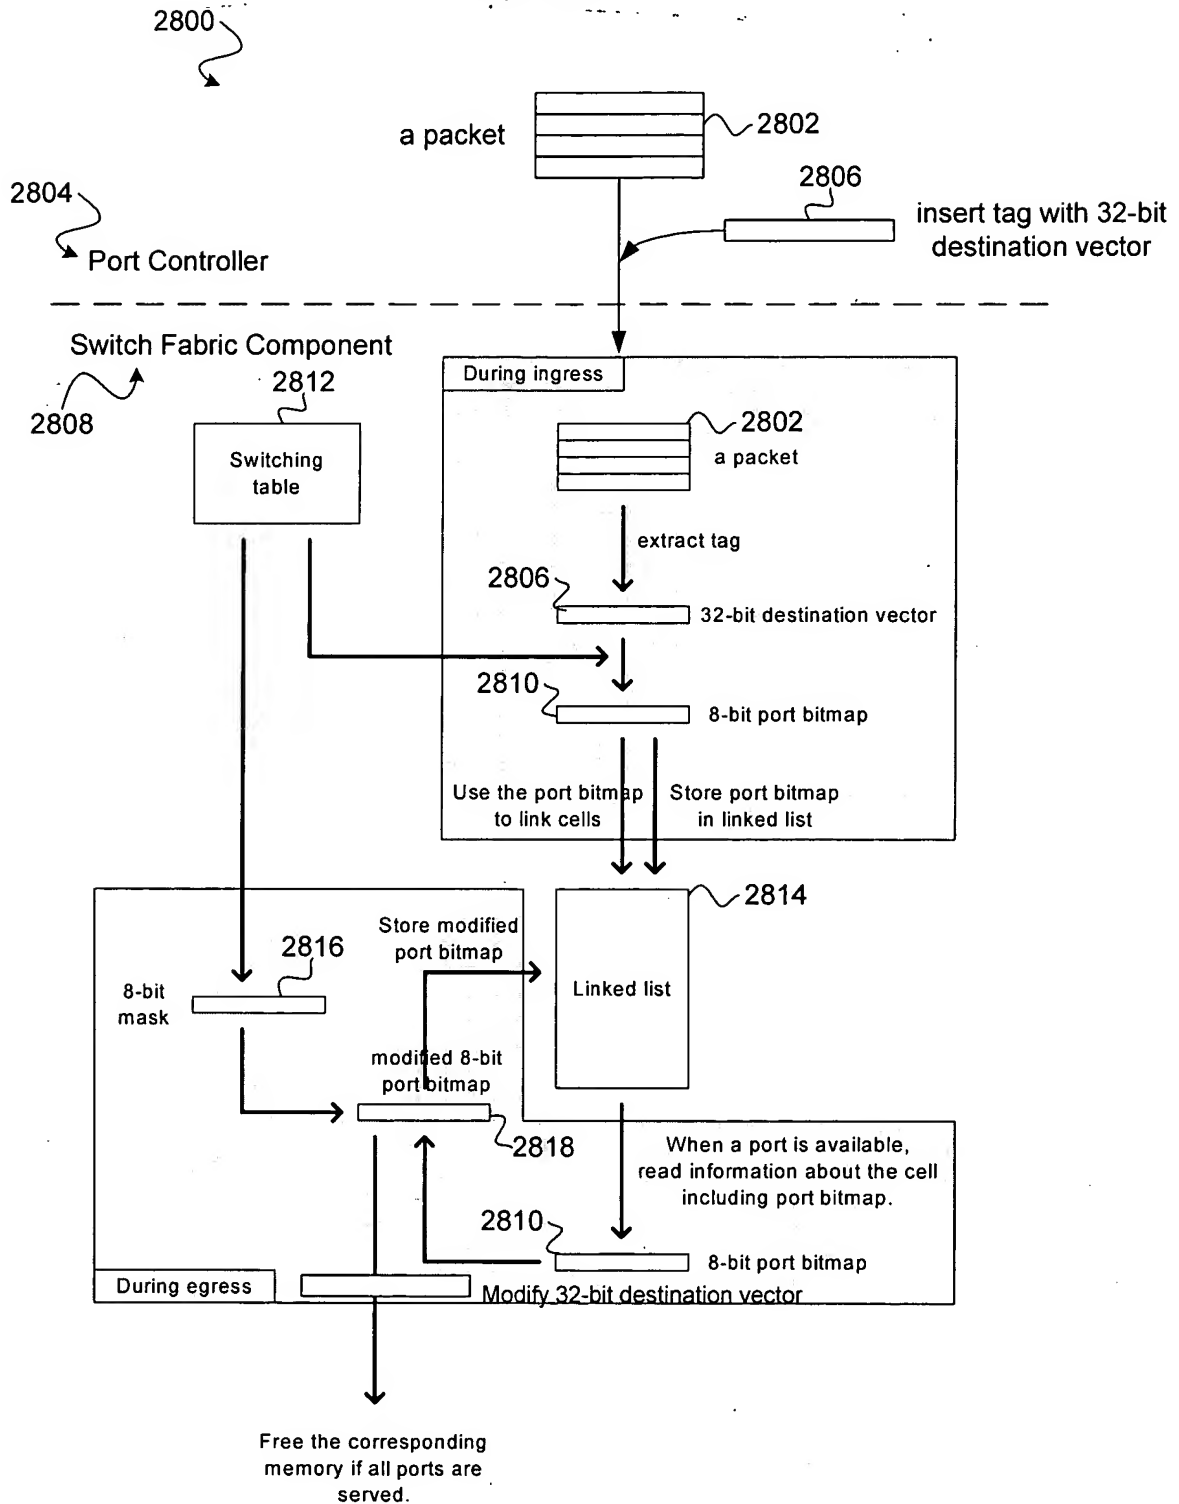 2800
a packet
2802
2804
2806
insert tag with 32-bit
destination vector
Port Controller
Switch Fabric Component
2808
2812
Switching
table
During ingress
2802
a packet
extract tag
2806
32-bit destination vector
2810
8-bit port bitmap
Use the port bitmap
to link cells
Store port bitmap
in linked list
2814
Linked list
Store modified
port bitmap
2816
8-bit
mask
modified 8-bit
port bitmap
2818
When a port is available,
read information about the cell
including port bitmap.
2810
8-bit port bitmap
During egress
Modify 32-bit destination vector
Free the corresponding
memory if all ports are
served.